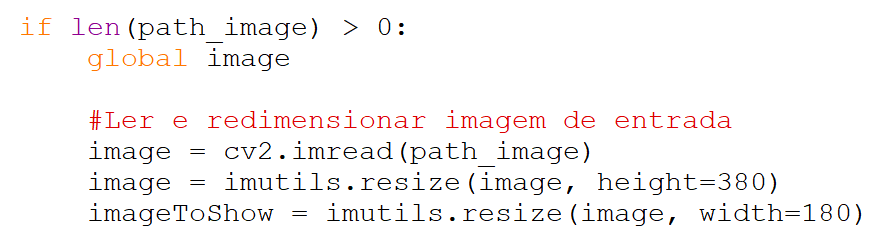 if len(path_image) > 0:
    global image

    #Ler e redimensionar imagem de entrada
    image = cv2.imread(path_image)
    image = imutils.resize(image, height=380)
    imageToShow = imutils.resize(image, width=180)